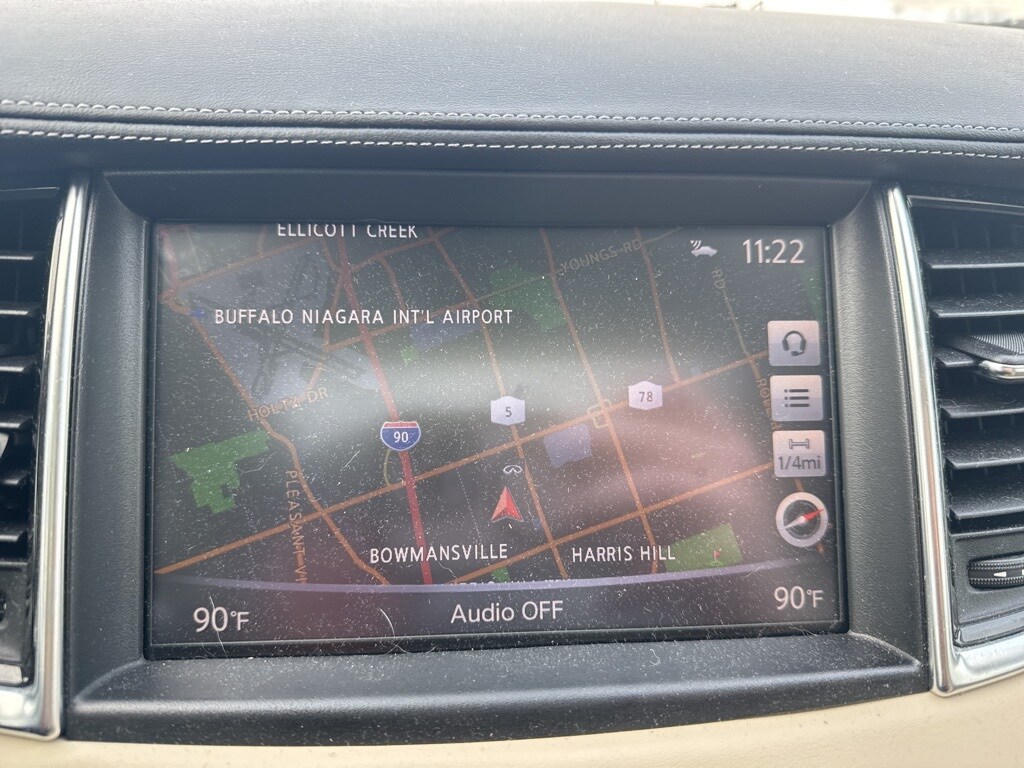 ELLICOTT CREEK
YOUNGS RD
11:22
RD
BUFFALO NIAGARA INT'L AIRPORT
78
5
HOLTZ DR
90
1/4mi
PLEASANT VI
BOWMANSVILLE
HARRIS HILL
90°F
Audio OFF
90°F